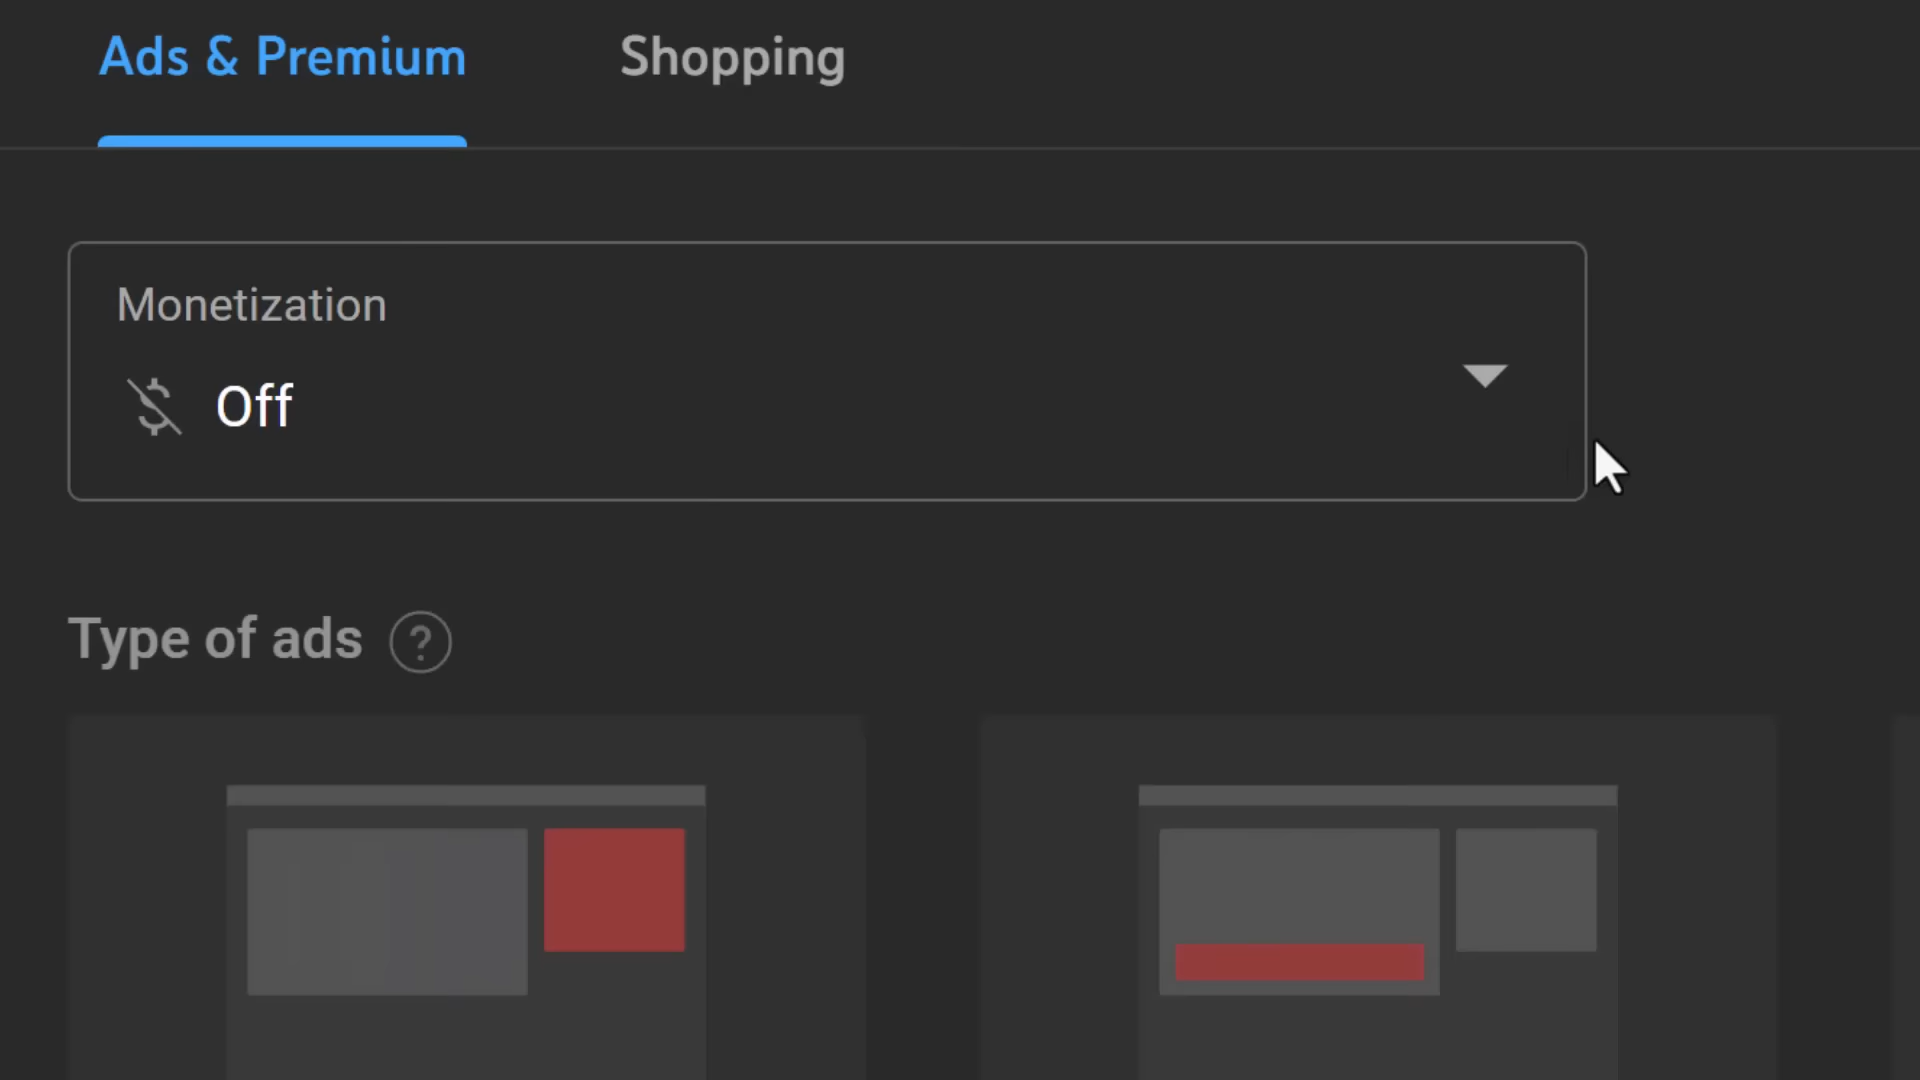 Ads & Premium
Shopping
Monetization
Off
Type of ads ?